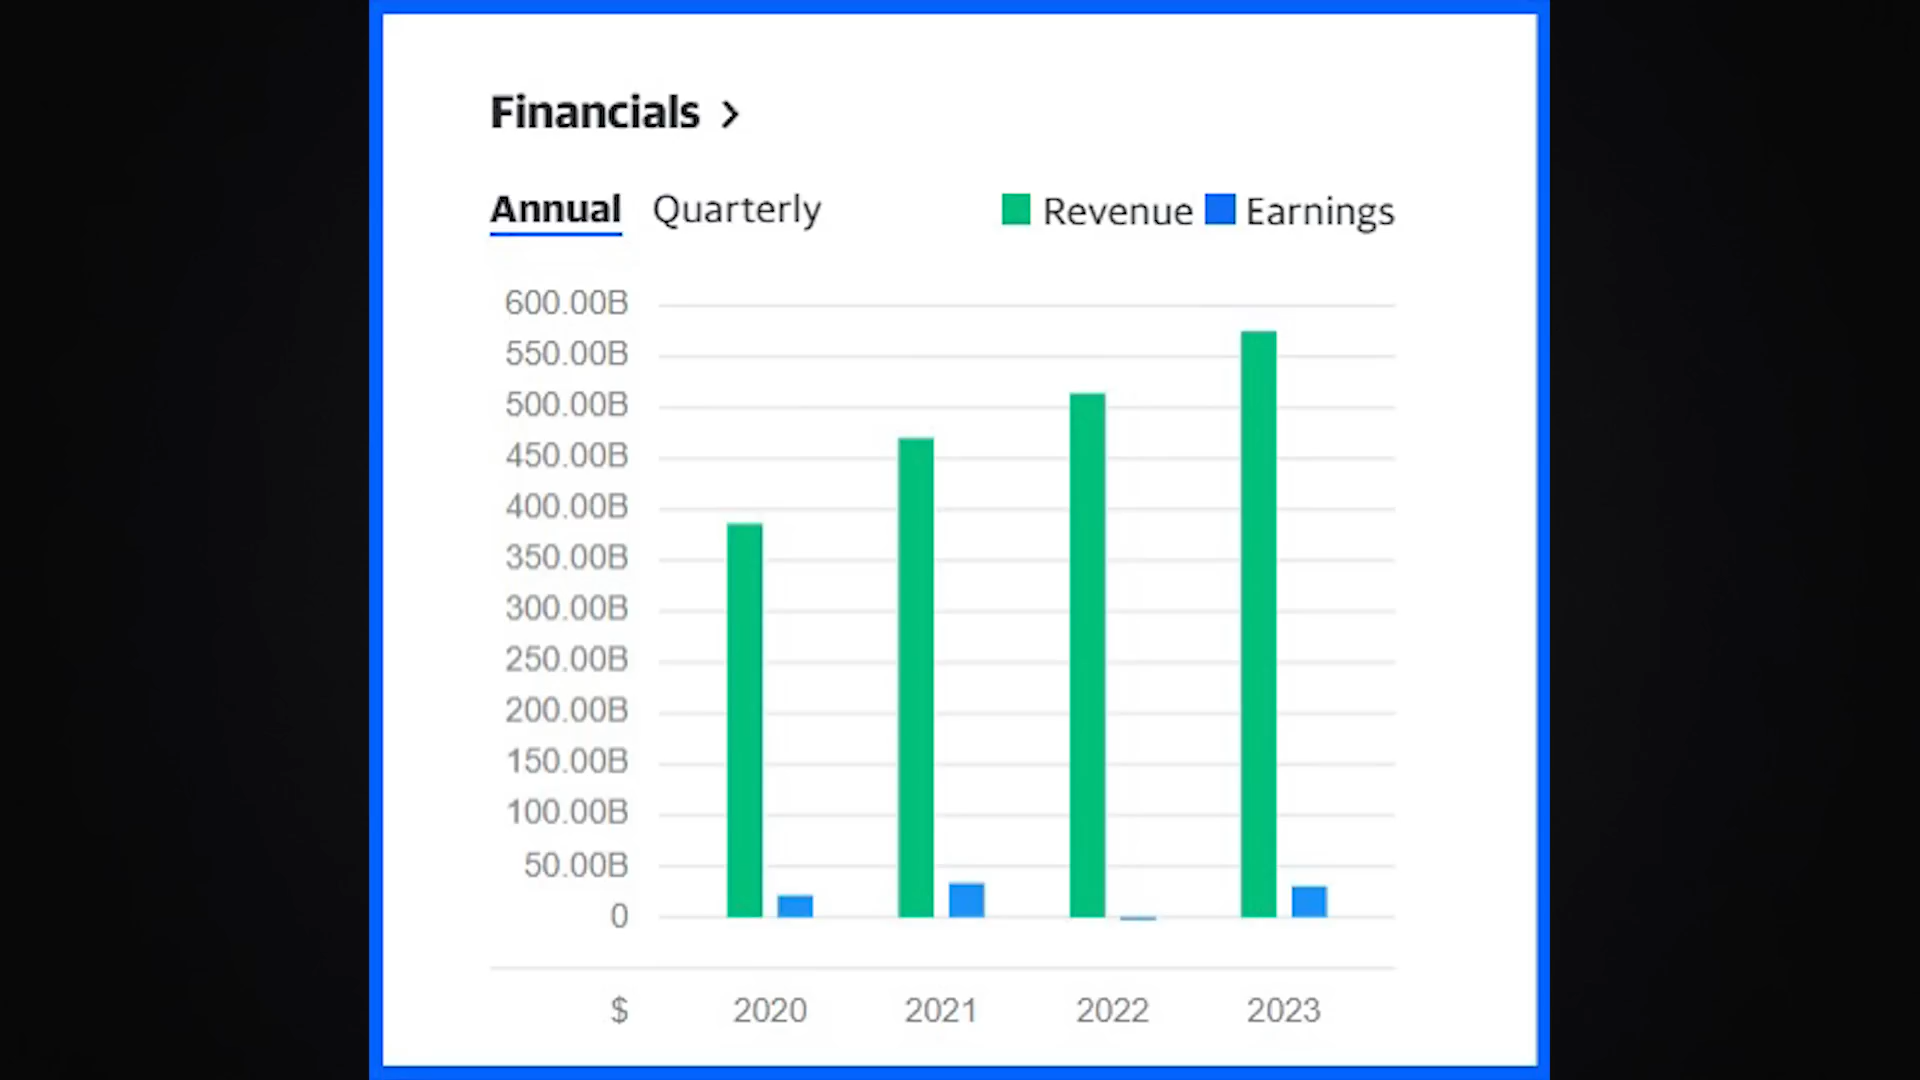 Financials >
Annual Quarterly Revenue Earnings
600.00B
550.00B
500.00B
450.00B
400.00B
350.00B
300.00B
250.00B
200.00B
150.00B
100.00B
50.00B
0
$ 2020 2021 2022 2023